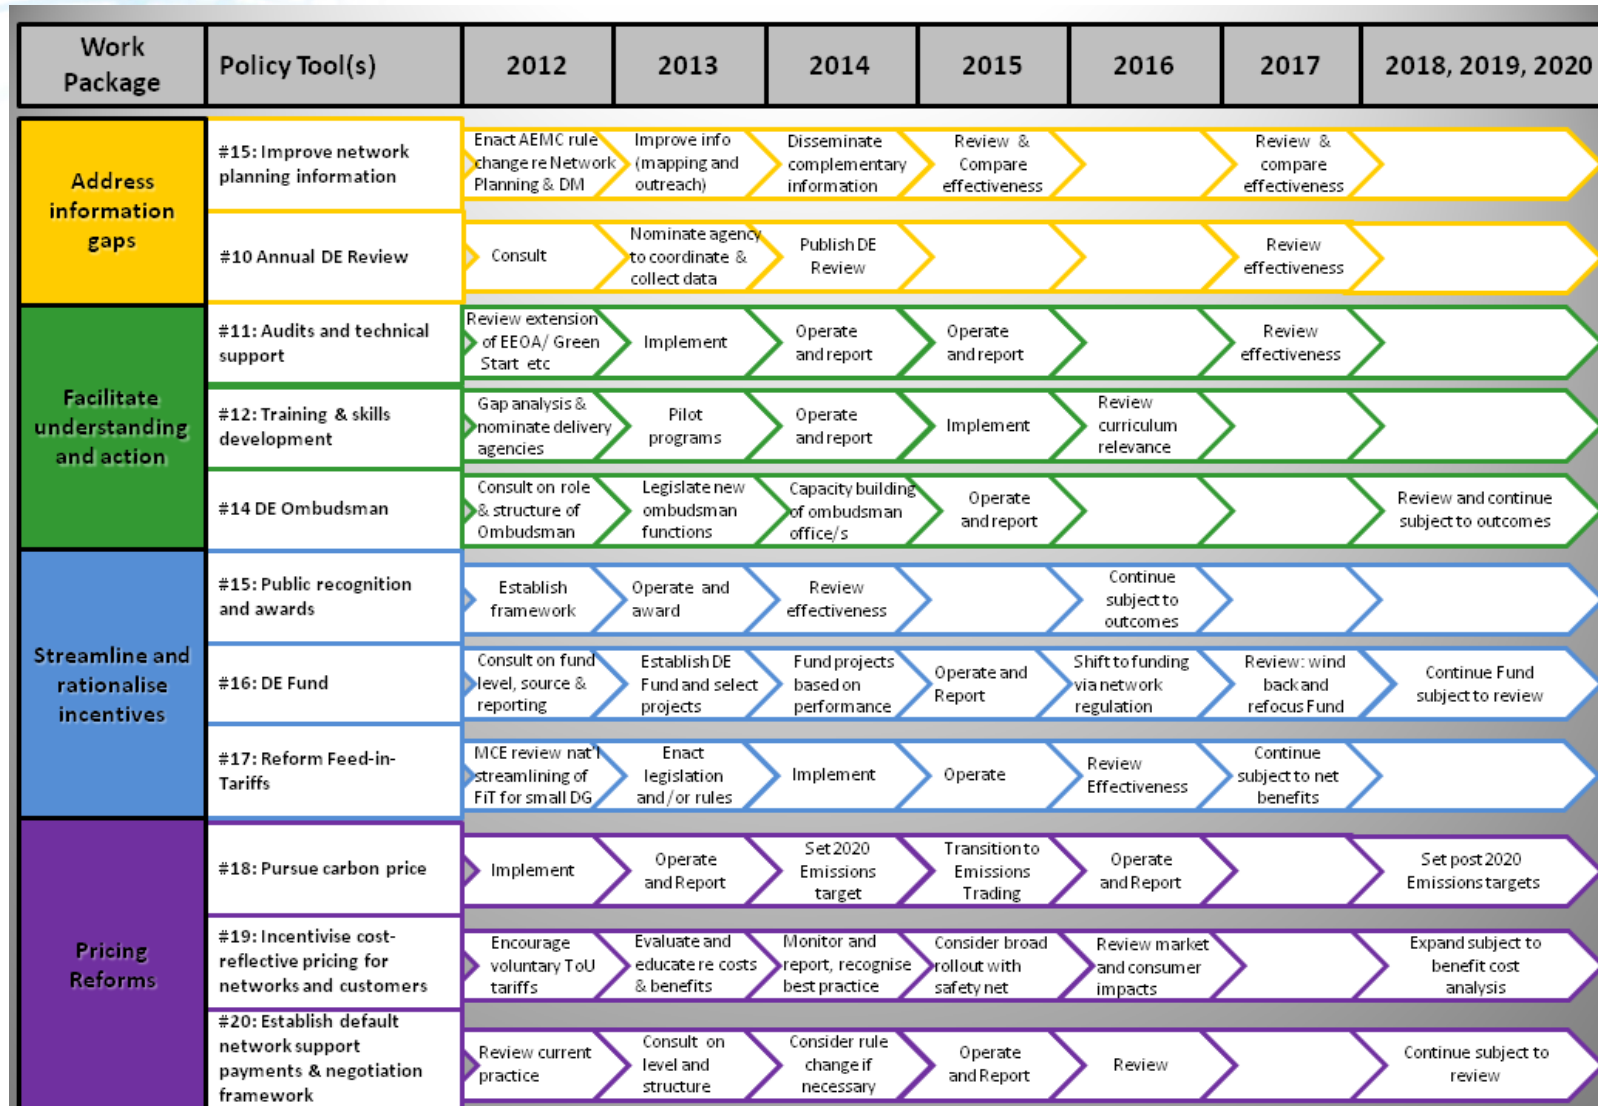 Work
Package
Policy Tool(s)
2012
2013
2014
2015
2016
2017
2018, 2019, 2020
Address
information
gaps
#15: Improve network
planning information
Enact AEMC rule
change re Network
Planning & DM
Improve info
(mapping and
outreach)
Disseminate
complementary
information
Review &
Compare
effectiveness
Review &
compare
effectiveness
#10 Annual DE Review
Consult
Nominate agency
to coordinate &
collect data
Publish DE
Review
Review
effectiveness
Facilitate
understanding
and action
#11: Audits and technical
support
Review extension
of EEOA/ Green
Start etc
Implement
Operate
and report
Operate
and report
Review
effectiveness
#12: Training & skills
development
Gap analysis &
nominate delivery
agencies
Pilot
programs
Operate
and report
Implement
Review
curriculum
relevance
#14 DE Ombudsman
Consult on role
& structure of
Ombudsman
Legislate new
ombudsman
functions
Capacity building
of ombudsman
office/s
Operate
and report
Review and continue
subject to outcomes
Streamline and
rationalise
incentives
#15: Public recognition
and awards
Establish
framework
Operate and
award
Review
effectiveness
Continue
subject to
outcomes
#16: DE Fund
Consult on fund
level, source &
reporting
Establish DE
Fund and select
projects
Fund projects
based on
performance
Operate and
Report
Shift to funding
via network
regulation
Review: wind
back and
refocus Fund
Continue Fund
subject to review
#17: Reform Feed-in-
Tariffs
MCE review nat'l
streamlining of
FiT for small DG
Enact
legislation
and/or rules
Implement
Operate
Review
Effectiveness
Continue
subject to net
benefits
Pricing
Reforms
#18: Pursue carbon price
Implement
Operate
and Report
Set 2020
Emissions
target
Transition to
Emissions
Trading
Operate
and Report
Set post 2020
Emissions targets
#19: Incentivise cost-
reflective pricing for
networks and customers
Encourage
voluntary ToU
tariffs
Evaluate and
educate re costs
& benefits
Monitor and
report, recognise
best practice
Consider broad
rollout with
safety net
Review market
and consumer
impacts
Expand subject to
benefit cost
analysis
#20: Establish default
network support
payments & negotiation
framework
Review current
practice
Consult on
level and
structure
Consider rule
change if
necessary
Operate
and Report
Review
Continue subject to
review